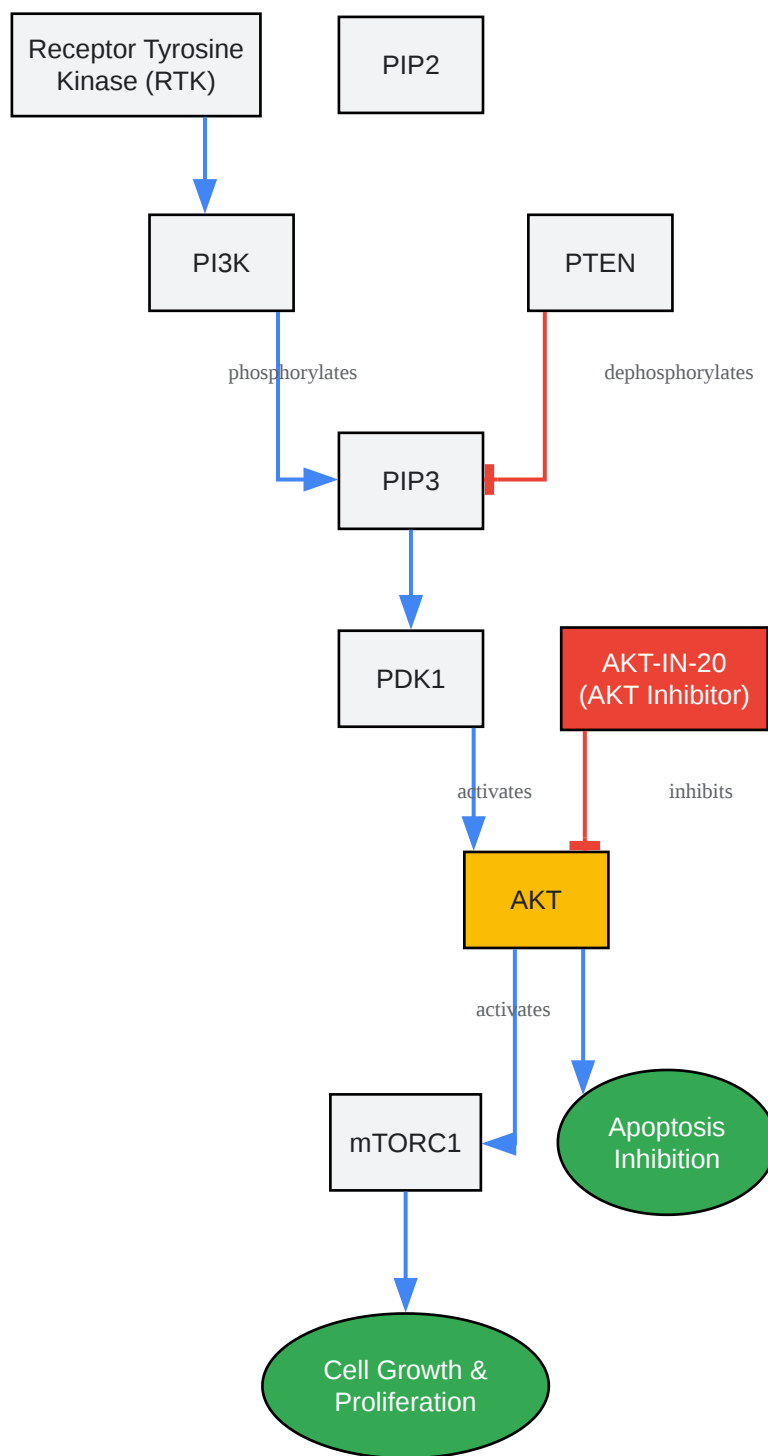 Receptor Tyrosine
Kinase (RTK)
PIP2
PI3K
PTEN
phosphorylates
dephosphorylates
PIP3
PDK1
AKT-IN-20
(AKT Inhibitor)
activates
inhibits
AKT
activates
mTORC1
Apoptosis
Inhibition
Cell Growth &
Proliferation